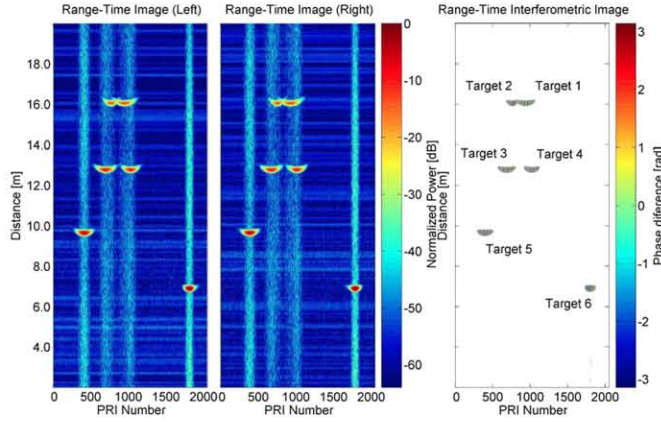 Range-Time Image (Left)
Range-Time Image (Right)
Range-Time Interferometric Image
Distance [m]
18.0
16.0
14.0
12.0
10.0
8.0
6.0
4.0
0 500 1000 1500 2000
PRI Number
0 500 1000 1500 2000
PRI Number
0
-10
-20
-30
-40
-50
-60
Normalized Power [dB]
Distance [m]
Target 2
Target 1
Target 3
Target 4
Target 5
Target 6
0 500 1000 1500 2000
PRI Number
3
2
1
0
-1
-2
-3
Phase diference [rad]